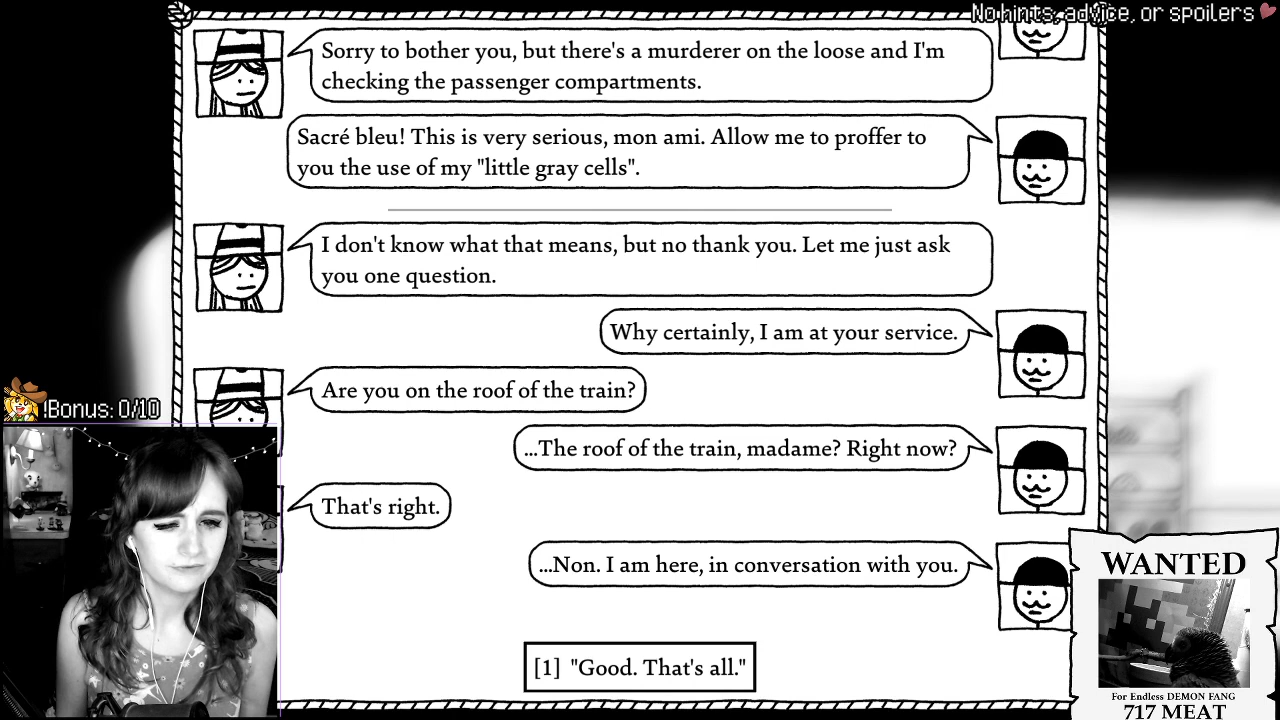 No hints, advice, or spoilers
Sorry to bother you, but there's a murderer on the loose and I'm
checking the passenger compartments.
Sacré bleu! This is very serious, mon ami. Allow me to proffer to
you the use of my "little gray cells".
I don't know what that means, but no thank you. Let me just ask
you one question.
Why certainly, I am at your service.
Are you on the roof of the train?
!Bonus: 0/10
...The roof of the train, madame? Right now?
That's right.
...Non. I am here, in conversation with you.
[1] "Good. That's all."
WANTED
For Endless DEMON FANG
717 MEAT